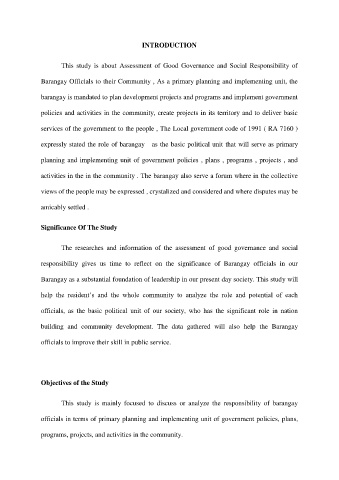 INTRODUCTION
This study is about Assessment of Good Governance and Social Responsibility of
Barangay Officials to their Community , As a primary planning and implementing unit, the
barangay is mandated to plan development projects and programs and implement government
policies and activities in the community, create projects in its territory and to deliver basic
services of the government to the people , The Local government code of 1991 ( RA 7160 )
expressly stated the role of barangay as the basic political unit that will serve as primary
planning and implementing unit of government policies , plans , programs , projects , and
activities in the in the community . The barangay also serve a forum where in the collective
views of the people may be expressed , crystalized and considered and where disputes may be
amicably settled .
Significance Of The Study
The researches and information of the assessment of good governance and social
responsibility gives us time to reflect on the significance of Barangay officials in our
Barangay as a substantial foundation of leadership in our present day society. This study will
help the resident's and the whole community to analyze the role and potential of each
officials, as the basic political unit of our society, who has the significant role in nation
building and community development. The data gathered will also help the Barangay
officials to improve their skill in public service.
Objectives of the Study
This study is mainly focused to discuss or analyze the responsibility of barangay
officials in terms of primary planning and implementing unit of government policies, plans,
programs, projects, and activities in the community.